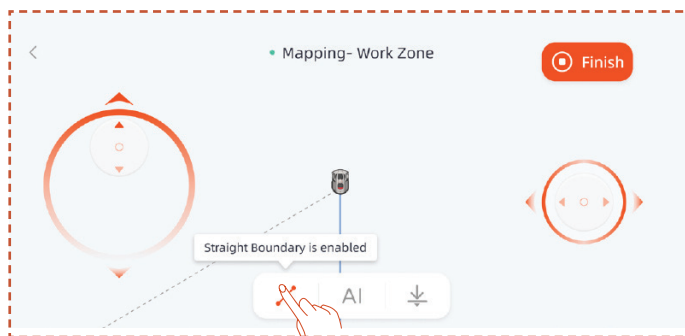 Mapping- Work Zone
Finish
Straight Boundary is enabled
AI